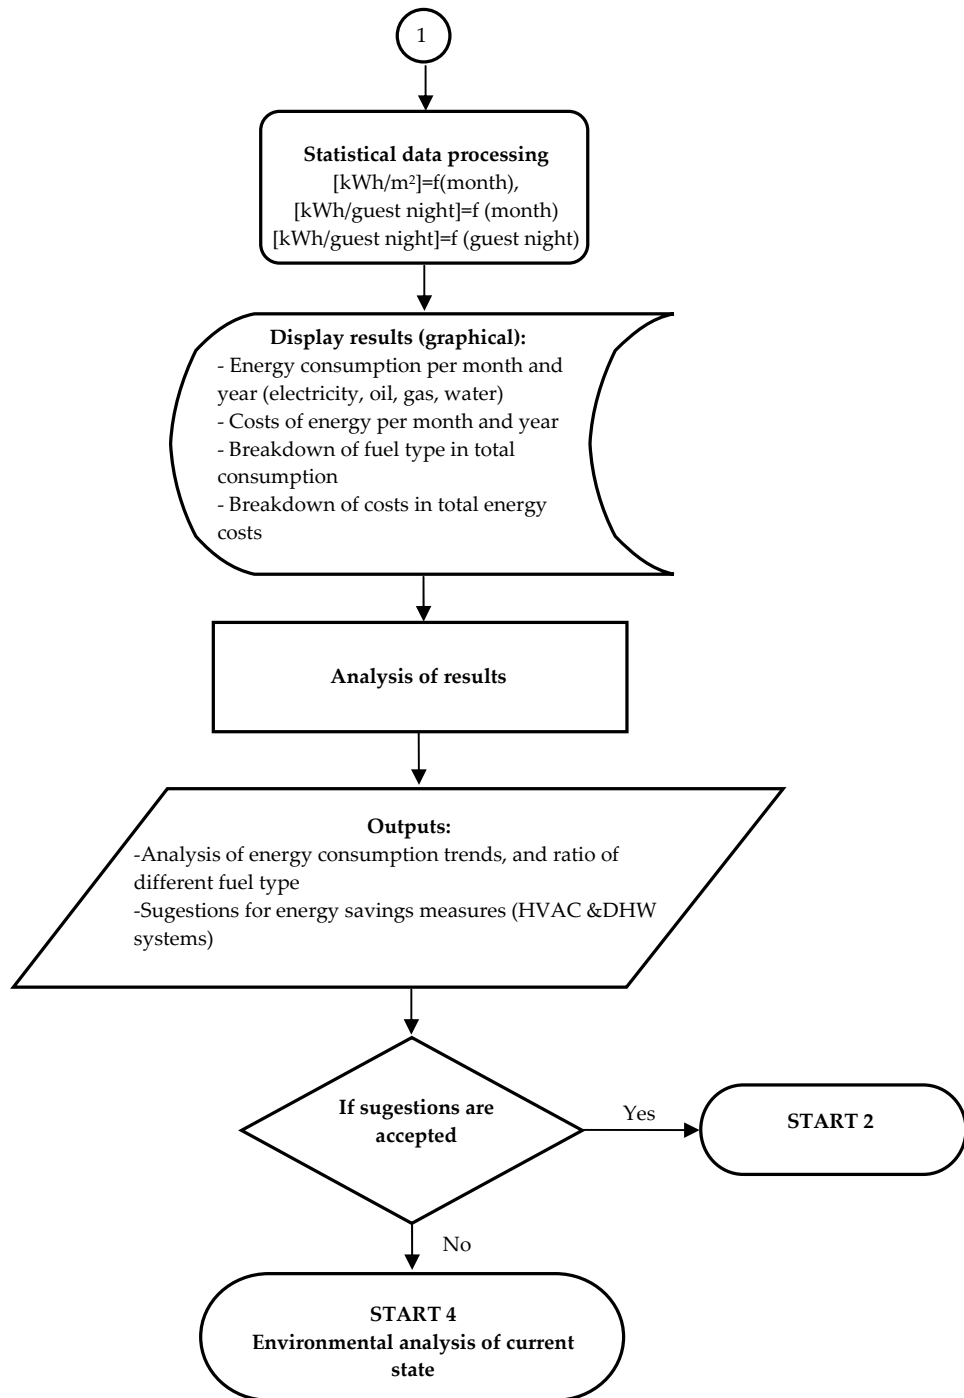 1
Statistical data processing
[kWh/m²]=f(month),
[kWh/guest night]=f (month)
[kWh/guest night]=f (guest night)
Display results (graphical):
- Energy consumption per month and
year (electricity, oil, gas, water)
- Costs of energy per month and year
- Breakdown of fuel type in total
consumption
- Breakdown of costs in total energy
costs
Analysis of results
Outputs:
-Analysis of energy consumption trends, and ratio of
different fuel type
-Sugestions for energy savings measures (HVAC &DHW
systems)
If sugestions are
accepted
Yes
START 2
No
START 4
Environmental analysis of current
state